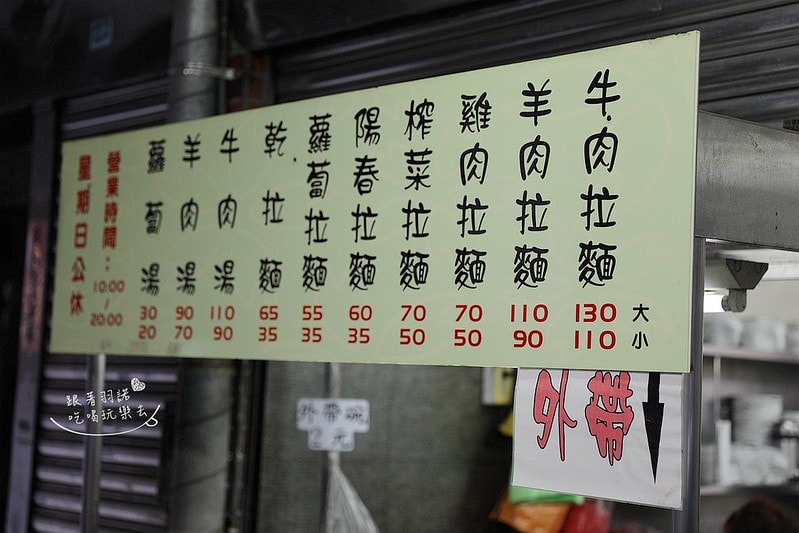 牛肉拉麵 130 110
羊肉拉麵 110 90
雞肉拉麵 70 50
榨菜拉麵 70 50
陽春拉麵 60 35
蘿蔔拉麵 55 35
乾拉麵 65 35
牛肉湯 110 90
羊肉湯 90 70
蘿蔔湯 30 20
大
小
營業時間：10.00 / 20.00
星期日公休
外帶
外帶碗
2元
跟著羽諾
吃喝玩樂去